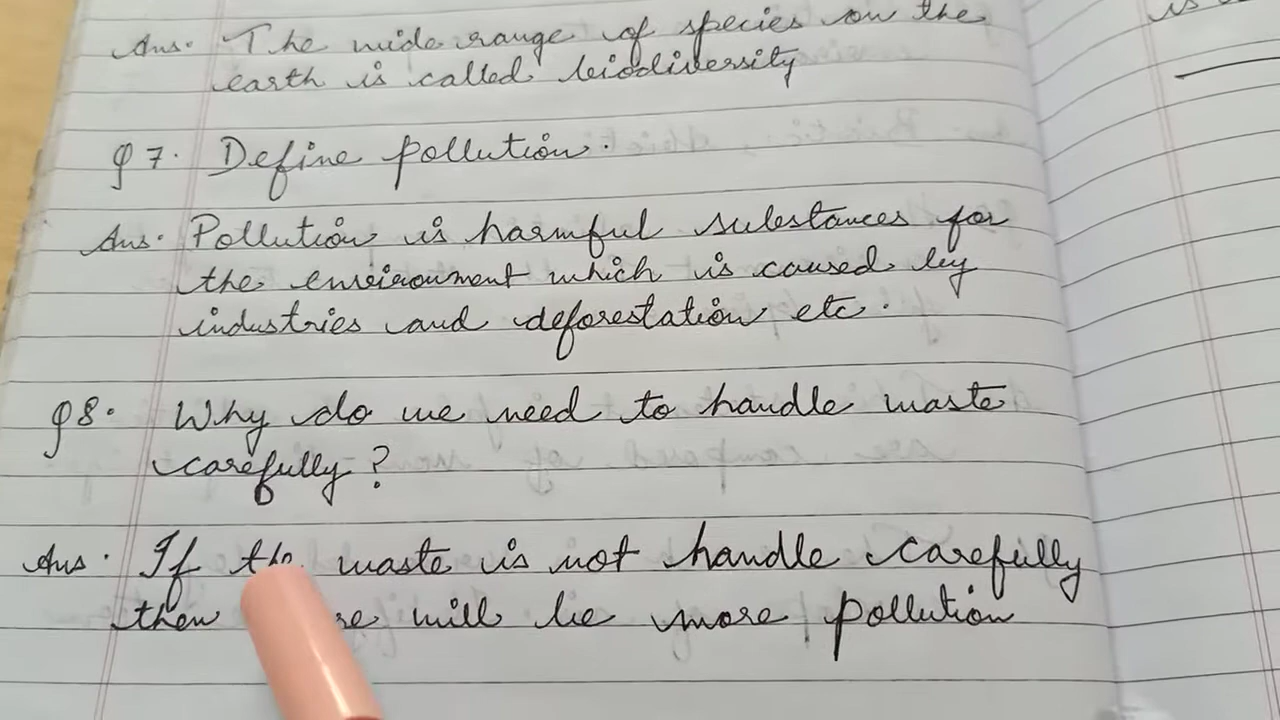 Ans. The wide range of species on the
earth is called biodiversity
Q7. Define pollution.
Ans. Pollution is harmful substances for
the environment which is caused by
industries and deforestation etc.
Q8. Why do we need to handle waste
carefully?
Ans. If the waste is not handle carefully
then will be more pollution